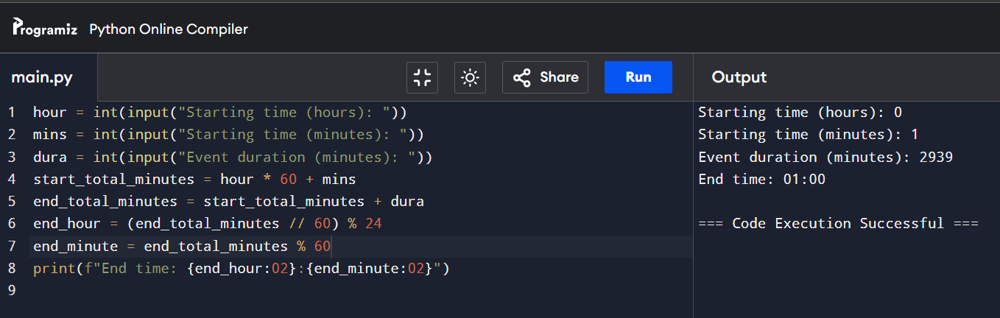 Programiz Python Online Compiler
main.py Share Run Output
1 hour = int(input("Starting time (hours): "))
2 mins = int(input("Starting time (minutes): "))
3 dura = int(input("Event duration (minutes): "))
4 start_total_minutes = hour * 60 + mins
5 end_total_minutes = start_total_minutes + dura
6 end_hour = (end_total_minutes // 60) % 24
7 end_minute = end_total_minutes % 60
8 print(f"End time: {end_hour:02}:{end_minute:02}")
9
Starting time (hours): 0
Starting time (minutes): 1
Event duration (minutes): 2939
End time: 01:00
=== Code Execution Successful ===